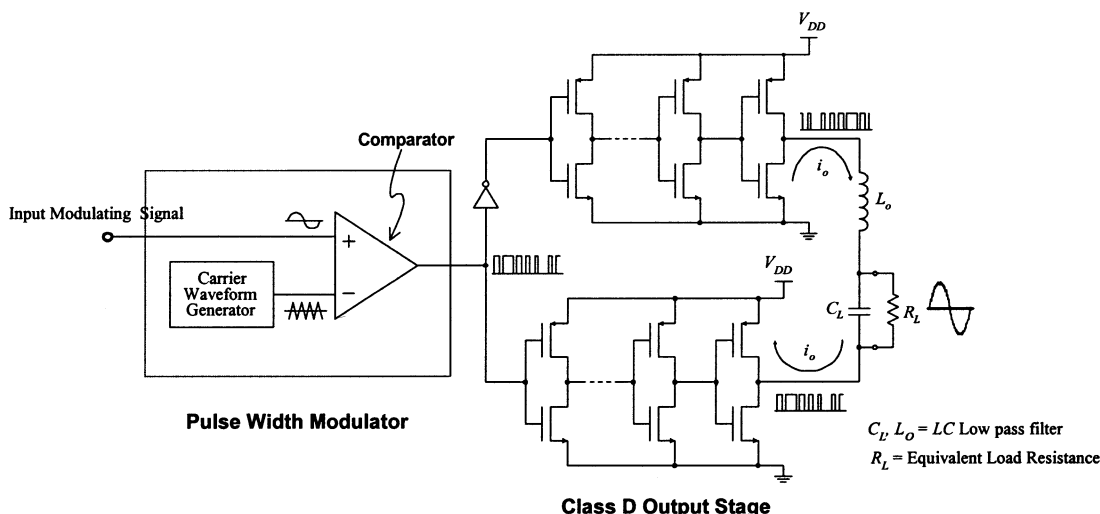 V_DD
Comparator
i_o
L_o
Input Modulating Signal
+
Carrier
Waveform
Generator
−
V_DD
C_L
R_L
i_o
Pulse Width Modulator
C_L, L_O = LC Low pass filter
R_L = Equivalent Load Resistance
Class D Output Stage